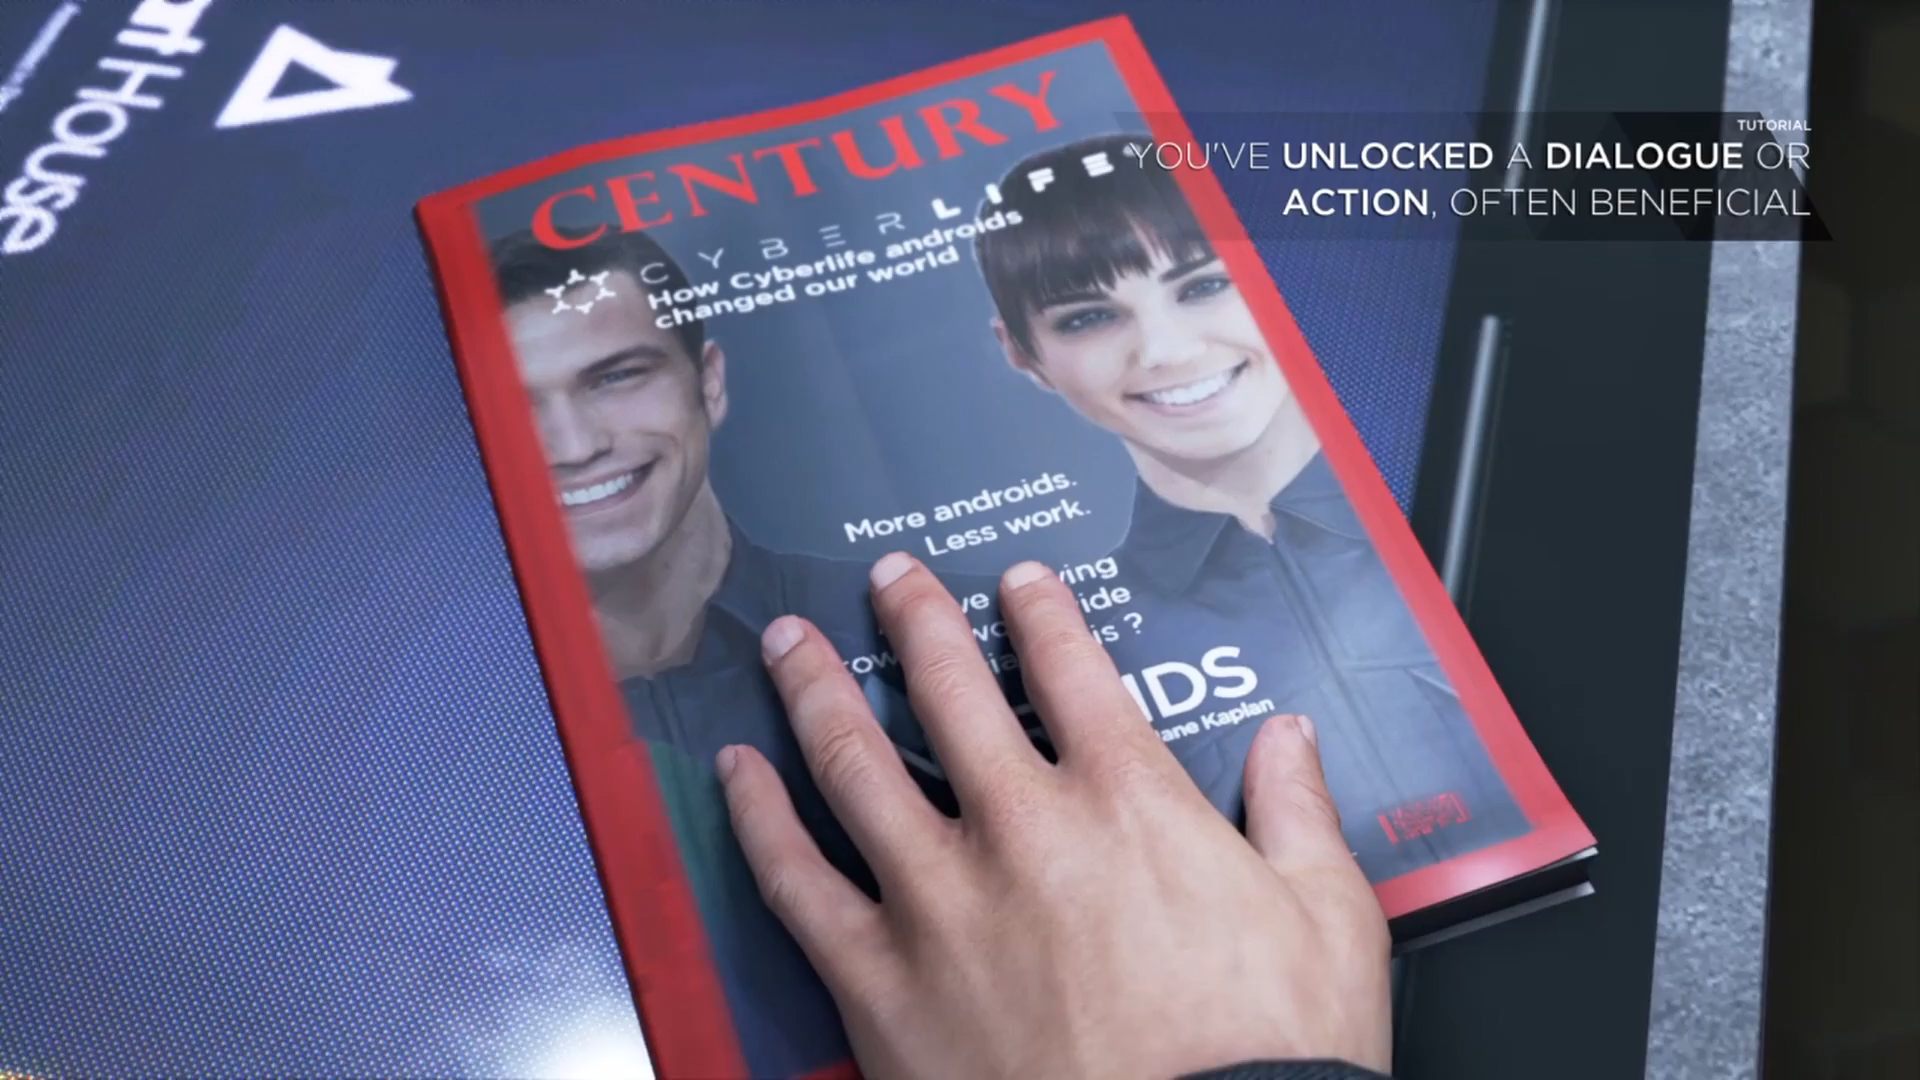 House
TUTORIAL
YOU'VE UNLOCKED A DIALOGUE OR
ACTION, OFTEN BENEFICIAL
CENTURY
CYBERLIFE
How Cyberlife androids
changed our world
More androids.
Less work.
is ?
Kaplan